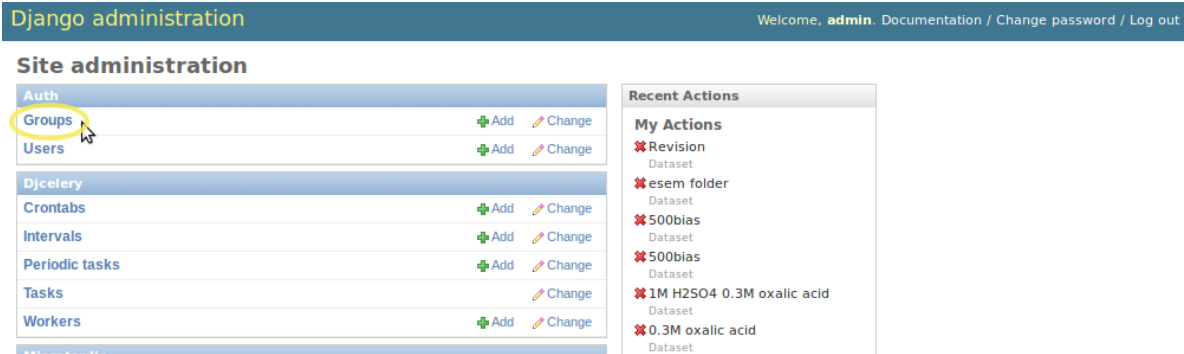 Django administration
Welcome, admin. Documentation / Change password / Log out
Site administration
Auth
Groups Add Change
Users Add Change
Djcelery
Crontabs Add Change
Intervals Add Change
Periodic tasks Add Change
Tasks Change
Workers Add Change
Recent Actions
My Actions
Revision
Dataset
esem folder
Dataset
500bias
Dataset
500bias
Dataset
1M H2SO4 0.3M oxalic acid
Dataset
0.3M oxalic acid
Dataset